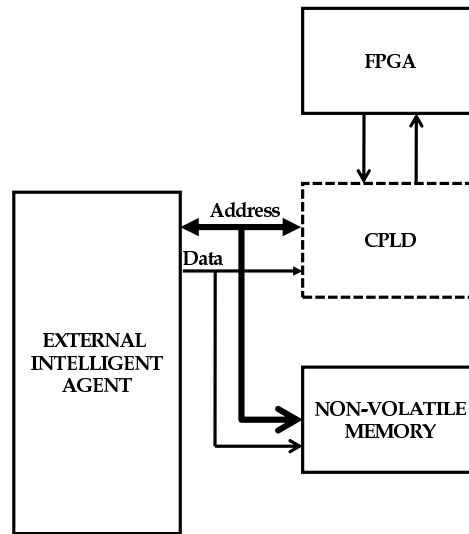 FPGA
Address
CPLD
Data
EXTERNAL
INTELLIGENT
AGENT
NON-VOLATILE
MEMORY